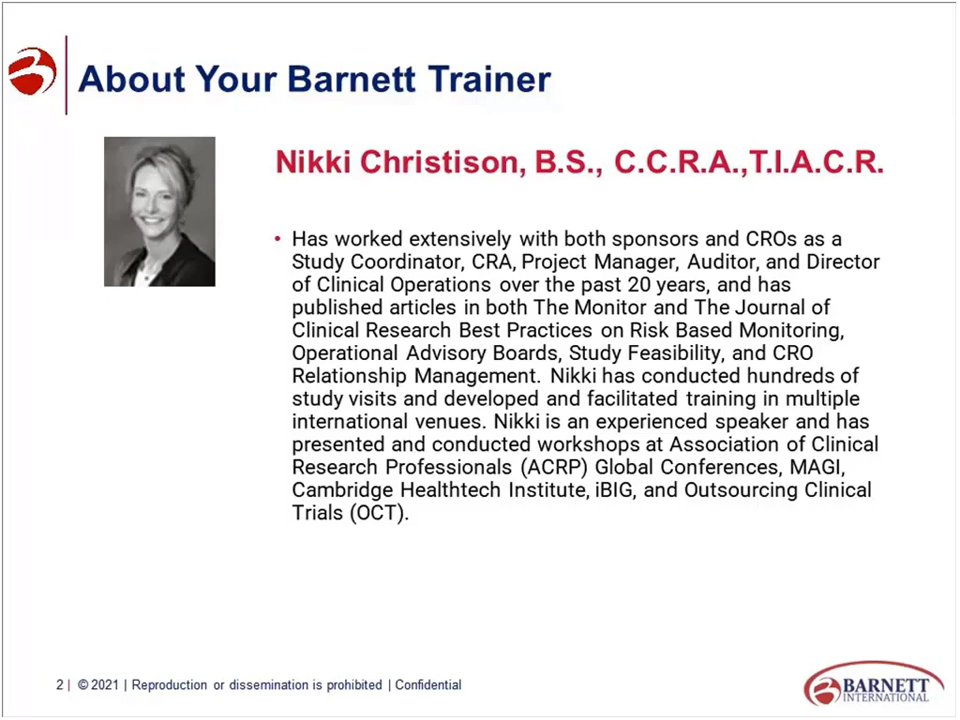 About Your Barnett Trainer
Nikki Christison, B.S., C.C.R.A.,T.I.A.C.R.
• Has worked extensively with both sponsors and CROs as a
Study Coordinator, CRA, Project Manager, Auditor, and Director
of Clinical Operations over the past 20 years, and has
published articles in both The Monitor and The Journal of
Clinical Research Best Practices on Risk Based Monitoring,
Operational Advisory Boards, Study Feasibility, and CRO
Relationship Management. Nikki has conducted hundreds of
study visits and developed and facilitated training in multiple
international venues. Nikki is an experienced speaker and has
presented and conducted workshops at Association of Clinical
Research Professionals (ACRP) Global Conferences, MAGI,
Cambridge Healthtech Institute, iBIG, and Outsourcing Clinical
Trials (OCT).
2 | © 2021 | Reproduction or dissemination is prohibited | Confidential
BARNETT
INTERNATIONAL